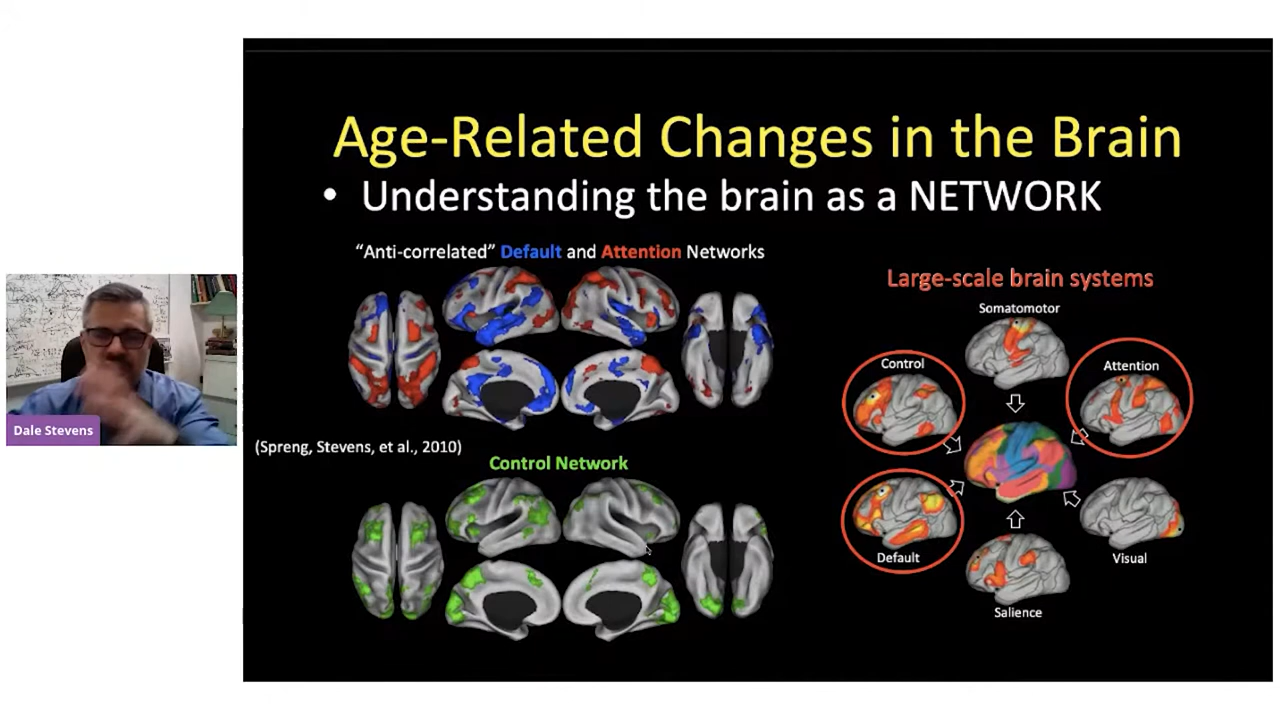 Age-Related Changes in the Brain
• Understanding the brain as a NETWORK
“Anti-correlated” Default and Attention Networks
(Spreng, Stevens, et al., 2010)
Control Network
Large-scale brain systems
Somatomotor
Control
Attention
Default
Visual
Salience
Dale Stevens